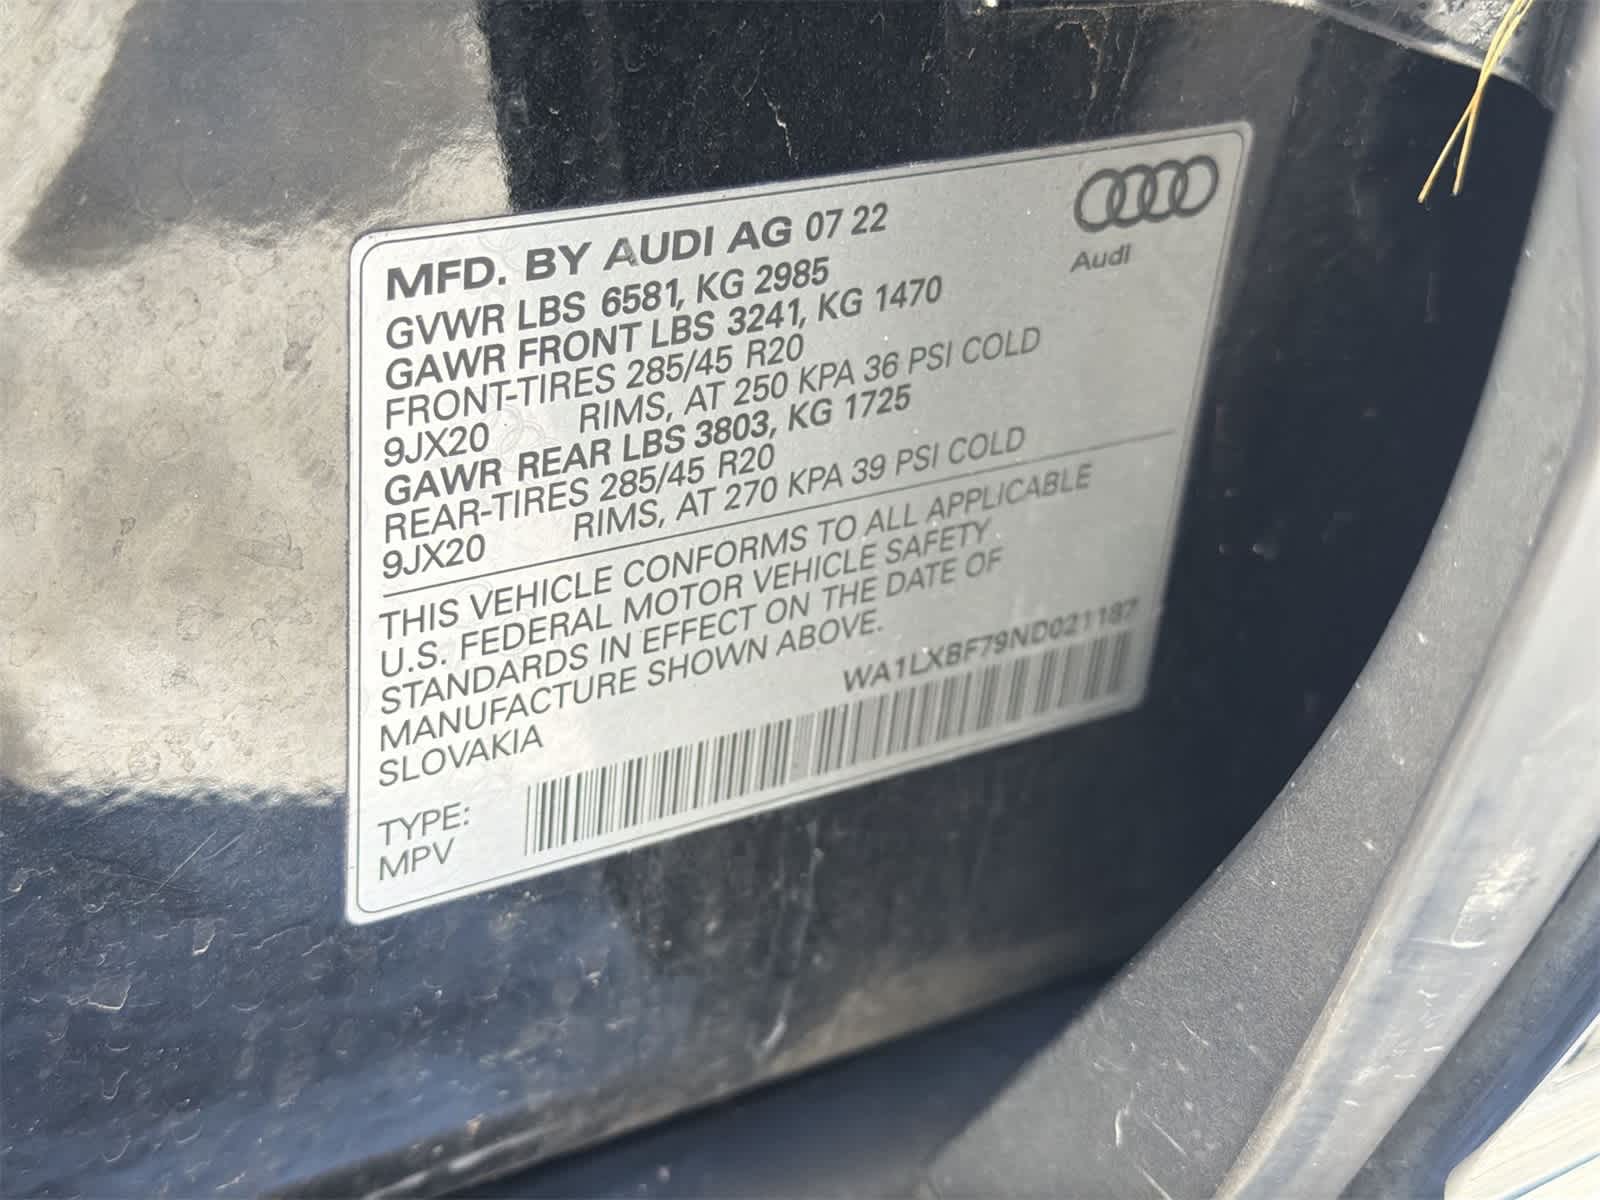 MFD. BY AUDI AG 07 22
Audi
GVWR LBS 6581, KG 2985
GAWR FRONT LBS 3241, KG 1470
FRONT-TIRES 285/45 R20
9JX20 RIMS, AT 250 KPA 36 PSI COLD
GAWR REAR LBS 3803, KG 1725
REAR-TIRES 285/45 R20
9JX20 RIMS, AT 270 KPA 39 PSI COLD
THIS VEHICLE CONFORMS TO ALL APPLICABLE
U.S. FEDERAL MOTOR VEHICLE SAFETY
STANDARDS IN EFFECT ON THE DATE OF
MANUFACTURE SHOWN ABOVE.
SLOVAKIA
WA1LXBF79ND021187
TYPE:
MPV